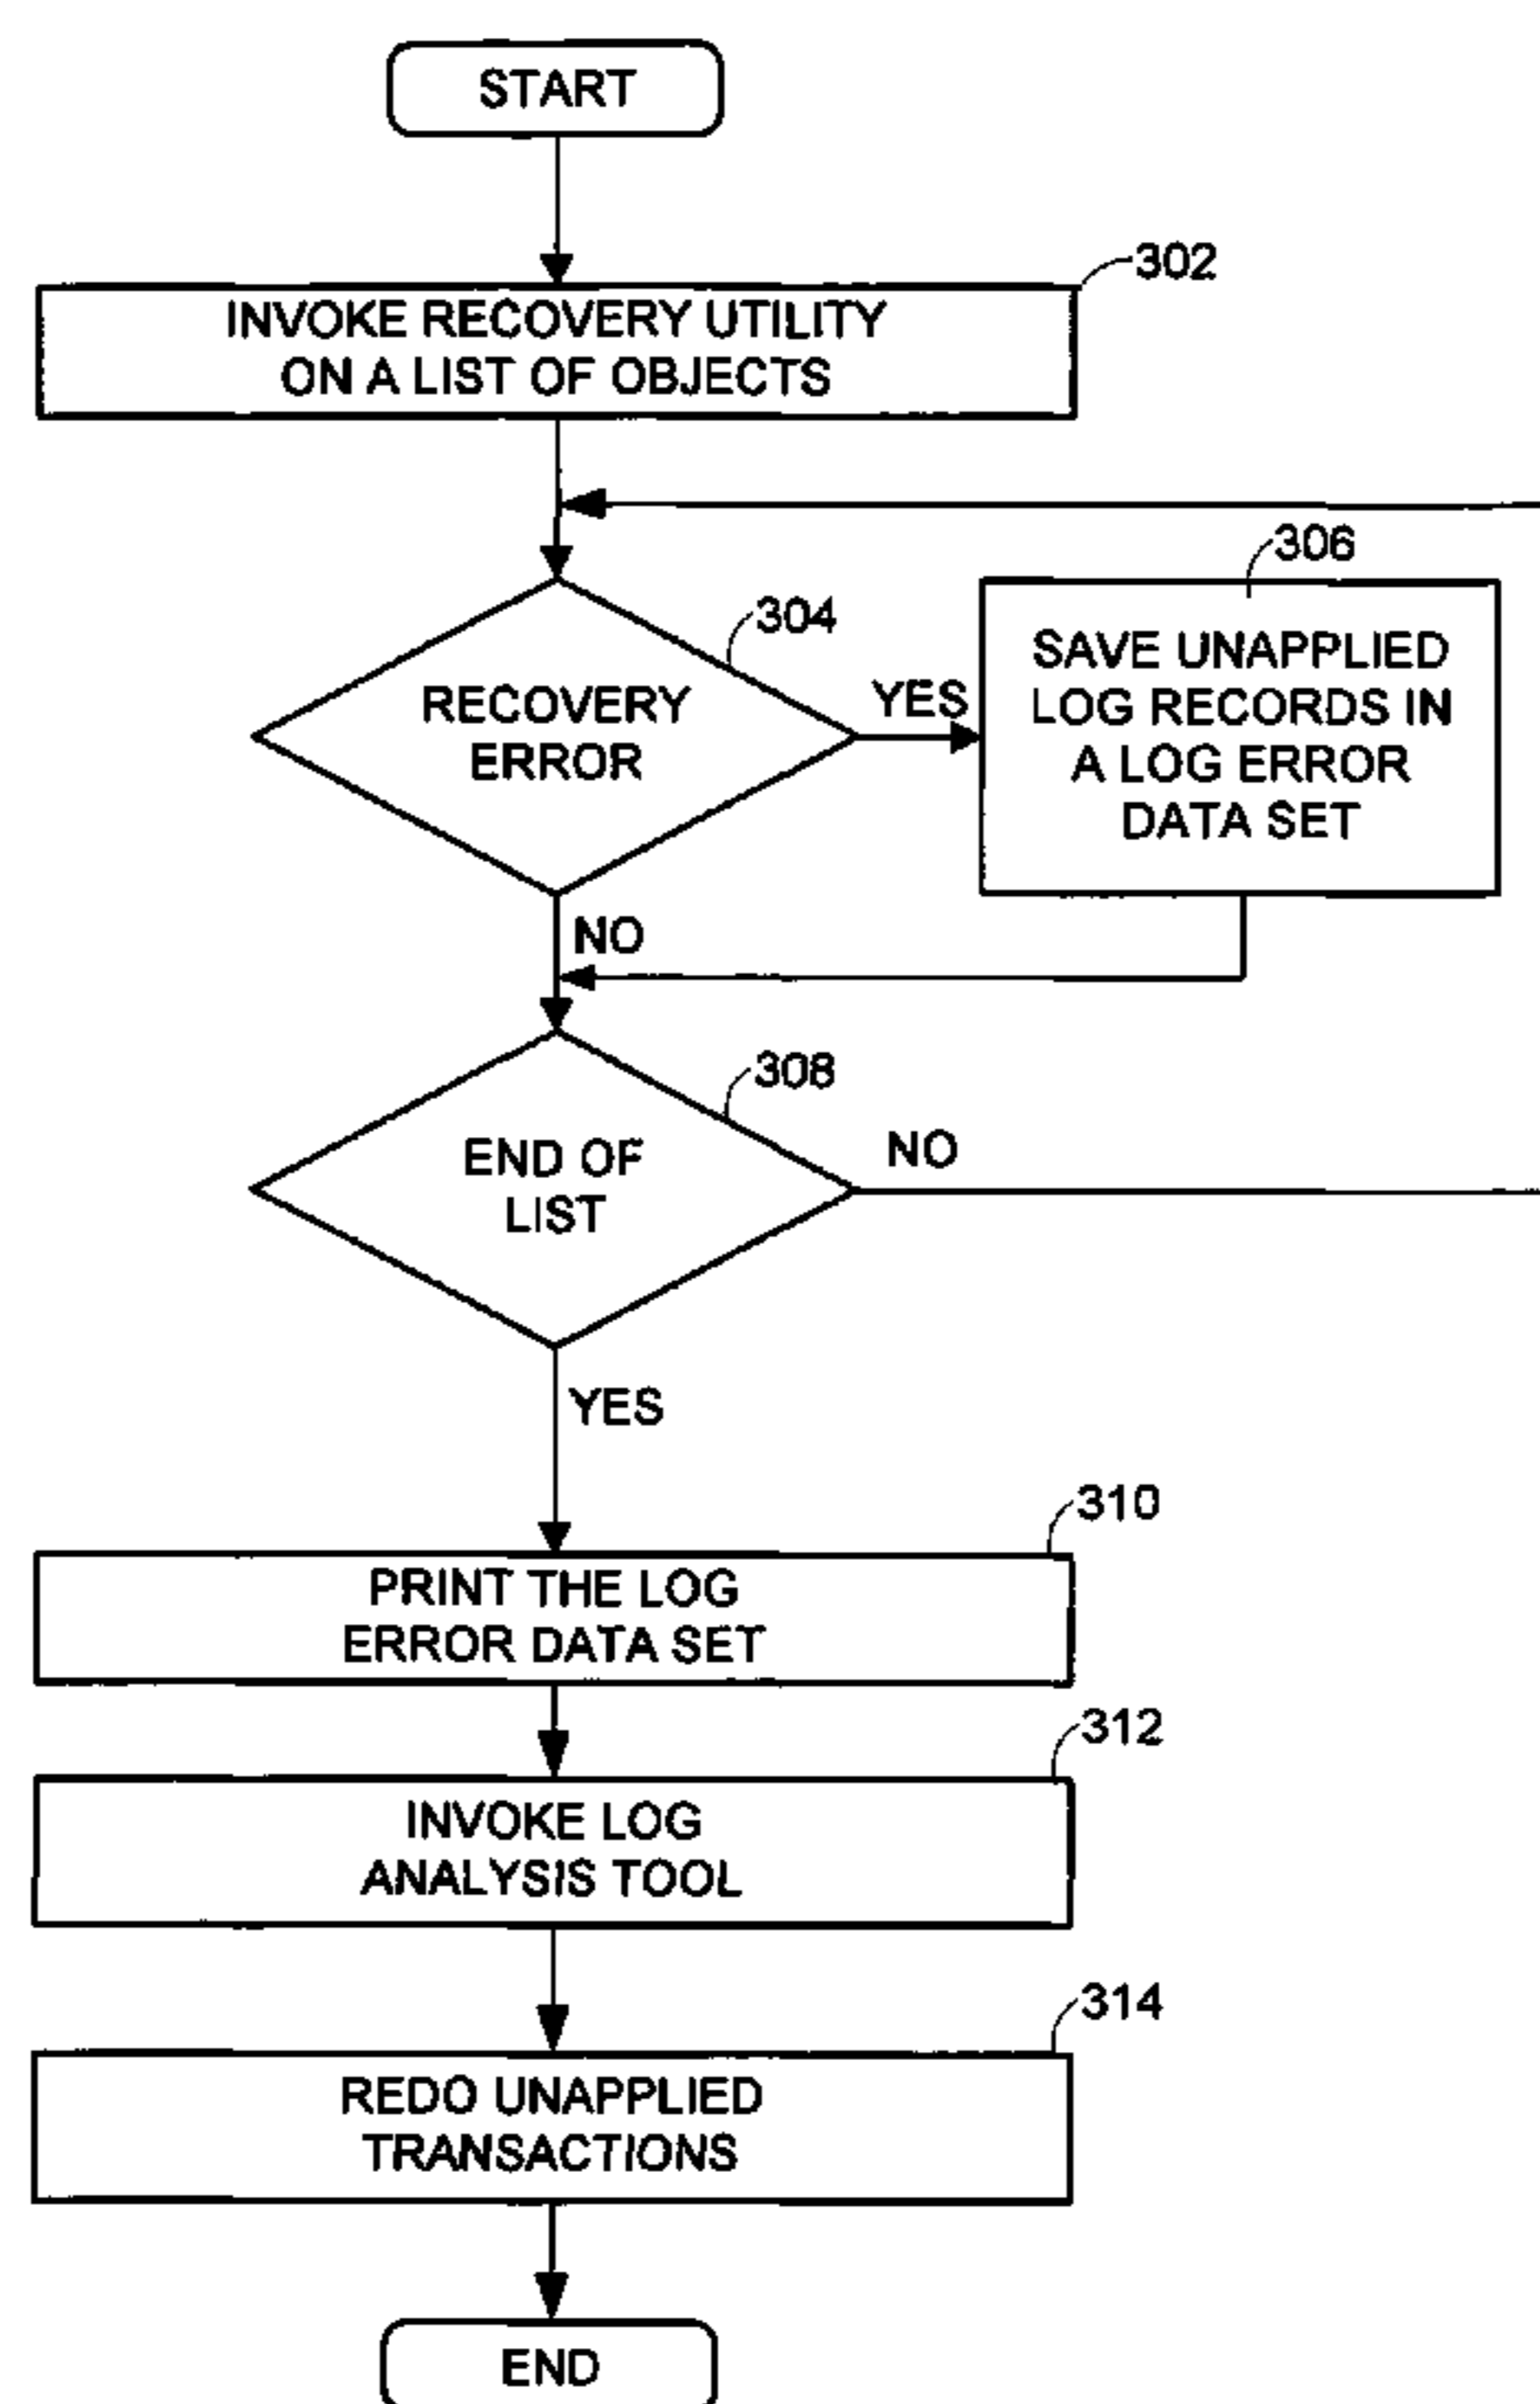 START
302
INVOKE RECOVERY UTILITY
ON A LIST OF OBJECTS
304
RECOVERY
ERROR
YES
306
SAVE UNAPPLIED
LOG RECORDS IN
A LOG ERROR
DATA SET
NO
308
END OF
LIST
NO
YES
310
PRINT THE LOG
ERROR DATA SET
312
INVOKE LOG
ANALYSIS TOOL
314
REDO UNAPPLIED
TRANSACTIONS
END